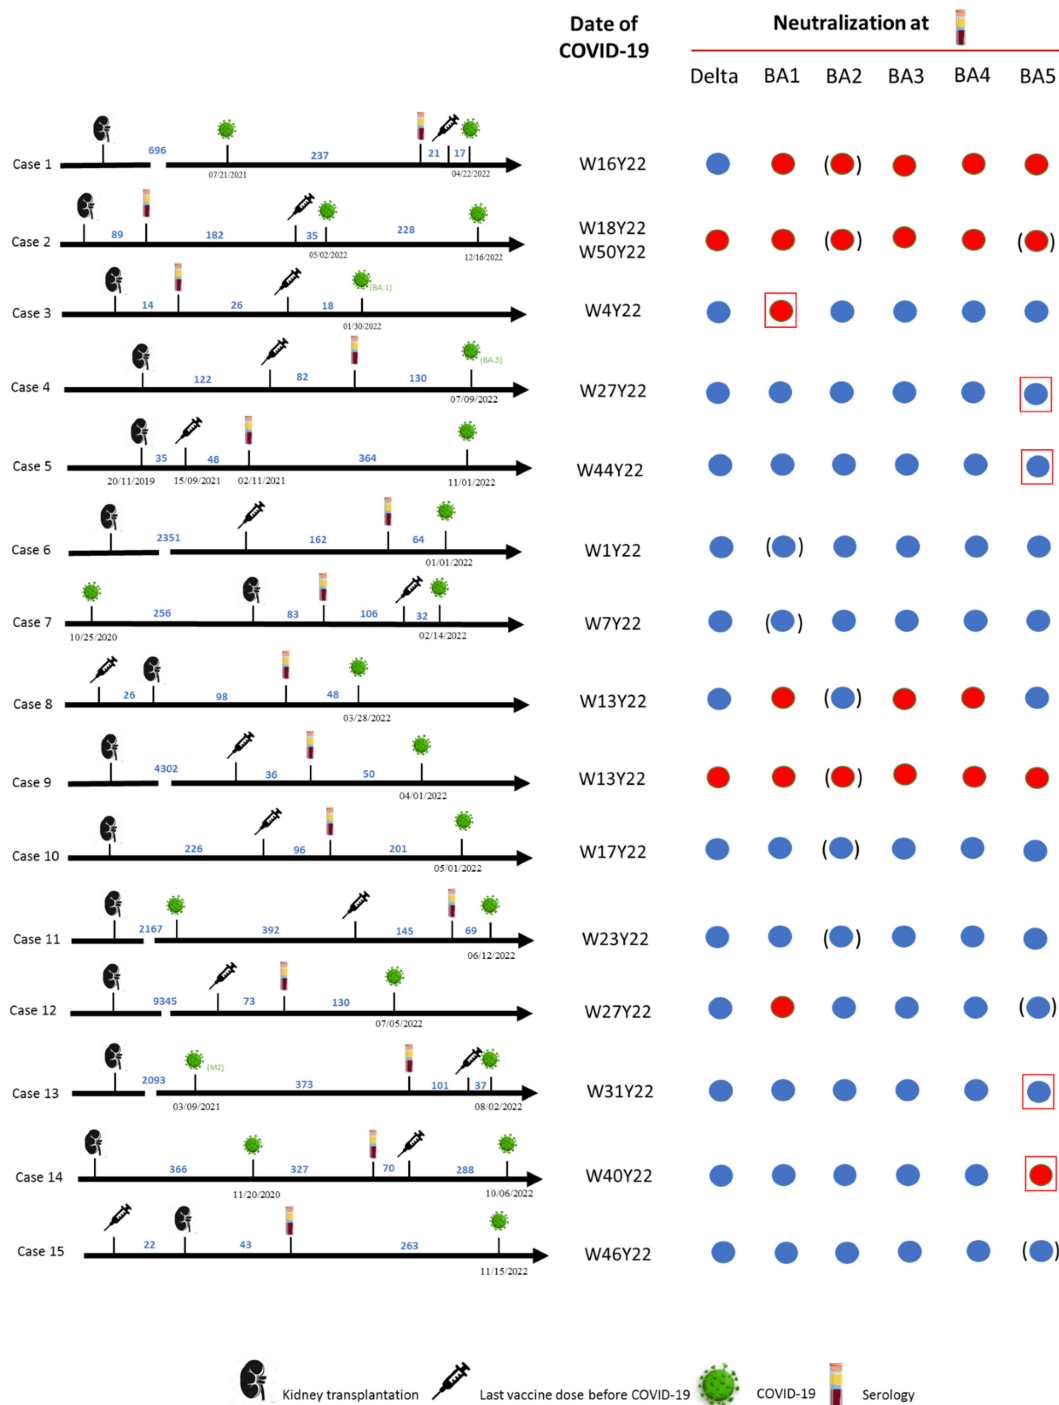 Date of COVID-19
Neutralization at
Delta BA1 BA2 BA3 BA4 BA5
Case 1 696 237 21 17 W16Y22 ( )
07/21/2021 04/22/2022
Case 2 89 182 35 228 W18Y22 W50Y22 ( ) ( )
05/02/2022 12/16/2022
Case 3 14 26 18 (BA.1) W4Y22
01/30/2022
Case 4 122 82 130 (BA.5) W27Y22
07/09/2022
Case 5 35 48 364 W44Y22
20/11/2019 15/09/2021 02/11/2021 11/01/2022
Case 6 2351 162 64 W1Y22 ( )
01/01/2022
Case 7 256 83 106 32 W7Y22 ( )
10/25/2020 02/14/2022
Case 8 26 98 48 W13Y22 ( )
03/28/2022
Case 9 4302 36 50 W13Y22 ( )
04/01/2022
Case 10 226 96 201 W17Y22 ( )
05/01/2022
Case 11 2167 392 145 69 W23Y22 ( )
06/12/2022
Case 12 9345 73 130 W27Y22 ( )
07/05/2022
Case 13 2093 (M2) 373 101 37 W31Y22
03/09/2021 08/02/2022
Case 14 366 327 70 288 W40Y22
11/20/2020 10/06/2022
Case 15 22 43 263 W46Y22 ( )
11/15/2022
Kidney transplantation Last vaccine dose before COVID-19 COVID-19 Serology